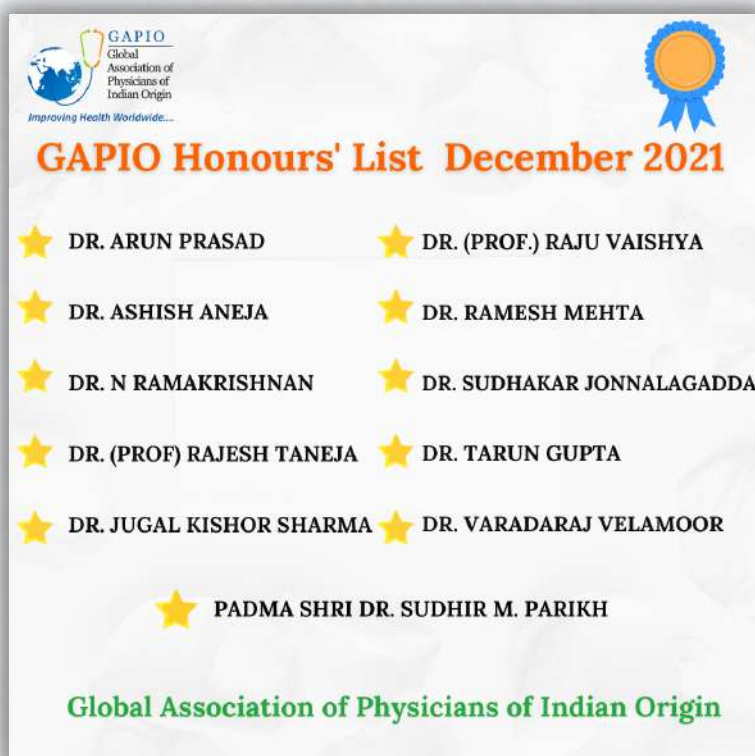 GAPIO
Global
Association of
Physicians of
Indian Origin
Improving Health Worldwide....
GAPIO Honours' List December 2021
DR. ARUN PRASAD
DR. (PROF.) RAJU VAISHYA
DR. ASHISH ANEJA
DR. RAMESH MEHTA
DR. N RAMAKRISHNAN
DR. SUDHAKAR JONNALAGADDA
DR. (PROF) RAJESH TANEJA
DR. TARUN GUPTA
DR. JUGAL KISHOR SHARMA
DR. VARADARAJ VELAMOOR
PADMA SHRI DR. SUDHIR M. PARIKH
Global Association of Physicians of Indian Origin